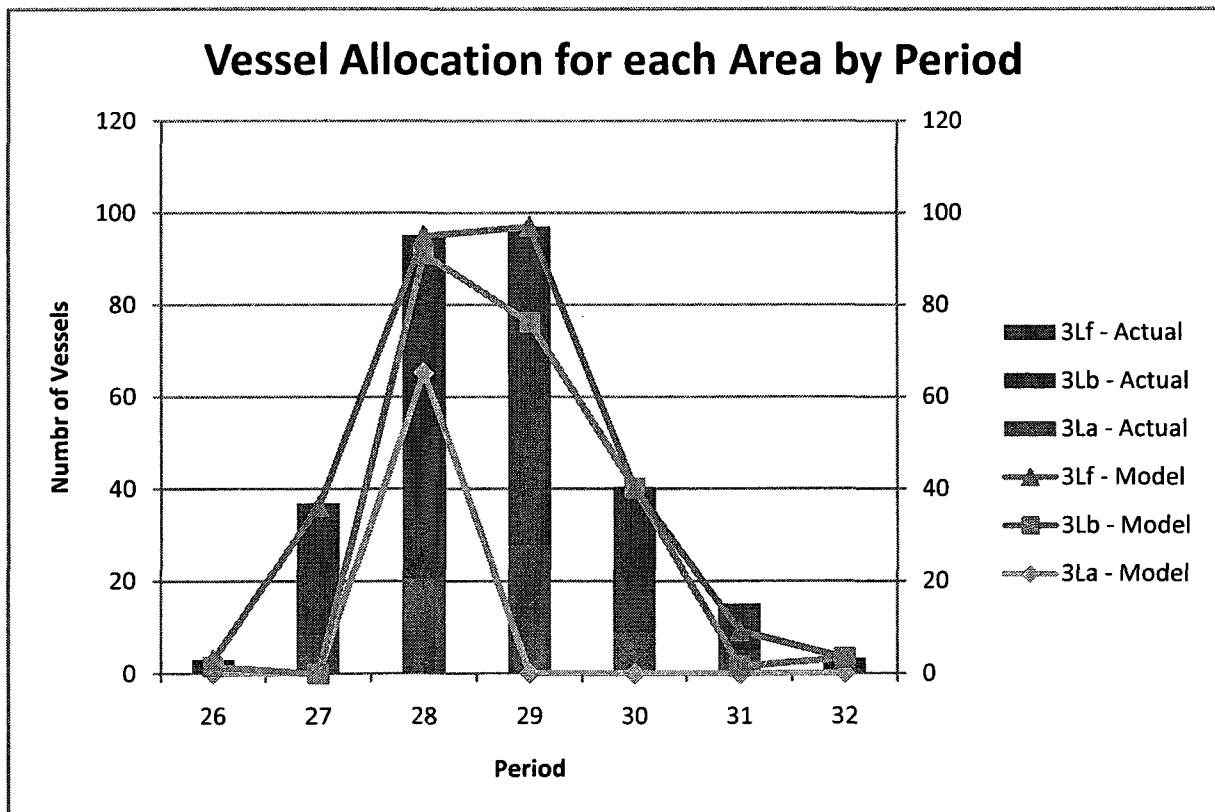 Vessel Allocation for each Area by Period
120
100
80
60
40
20
0
Numbr of Vessels
120
100
80
60
40
20
0
26 27 28 29 30 31 32
Period
3Lf - Actual
3Lb - Actual
3La - Actual
3Lf - Model
3Lb - Model
3La - Model